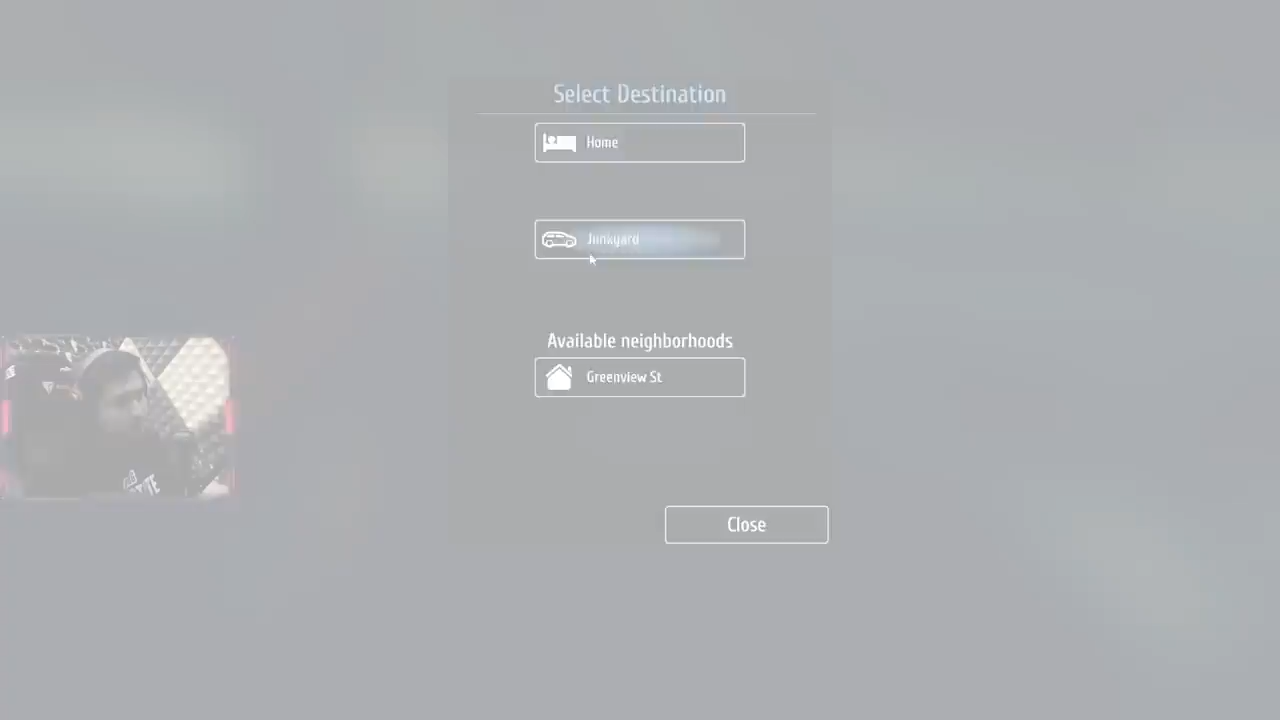 Select Destination
Home
Junkyard
Available neighborhoods
Greenview St
Close